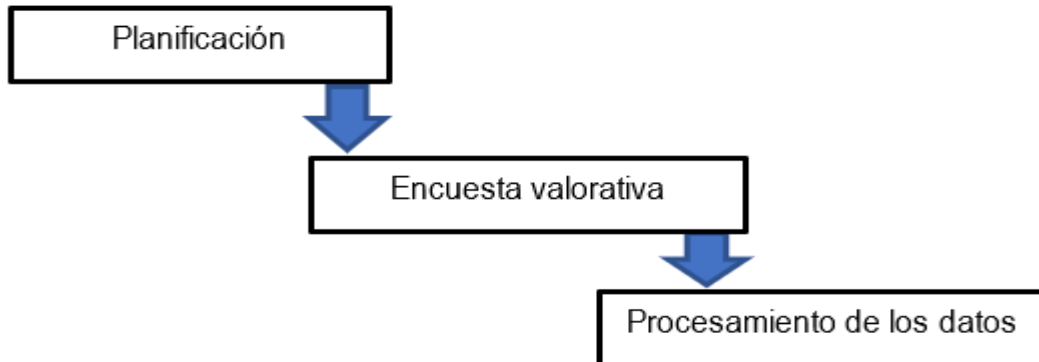 Planificación
Encuesta valorativa
Procesamiento de los datos